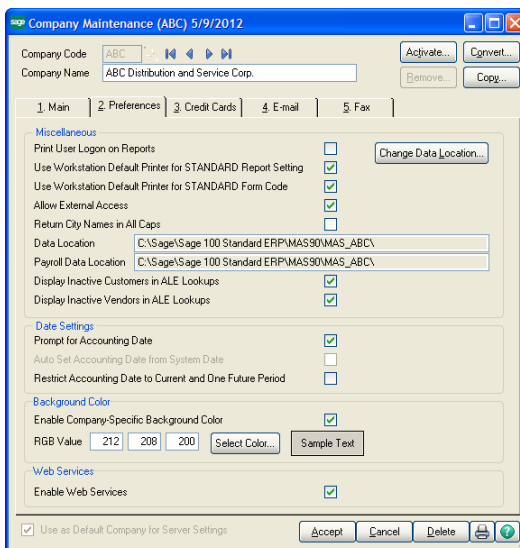 sage Company Maintenance (ABC) 5/9/2012
Company Code ABC Activate... Convert...
Company Name ABC Distribution and Service Corp. Remove... Copy...
1. Main 2. Preferences 3. Credit Cards 4. E-mail 5. Fax
Miscellaneous
Print User Logon on Reports Change Data Location...
Use Workstation Default Printer for STANDARD Report Setting
Use Workstation Default Printer for STANDARD Form Code
Allow External Access
Return City Names in All Caps
Data Location C:\Sage\Sage 100 Standard ERP\MAS90\MAS_ABC\
Payroll Data Location C:\Sage\Sage 100 Standard ERP\MAS90\MAS_ABC\
Display Inactive Customers in ALE Lookups
Display Inactive Vendors in ALE Lookups
Date Settings
Prompt for Accounting Date
Auto Set Accounting Date from System Date
Restrict Accounting Date to Current and One Future Period
Background Color
Enable Company-Specific Background Color
RGB Value 212 208 200 Select Color... Sample Text
Web Services
Enable Web Services
Use as Default Company for Server Settings Accept Cancel Delete